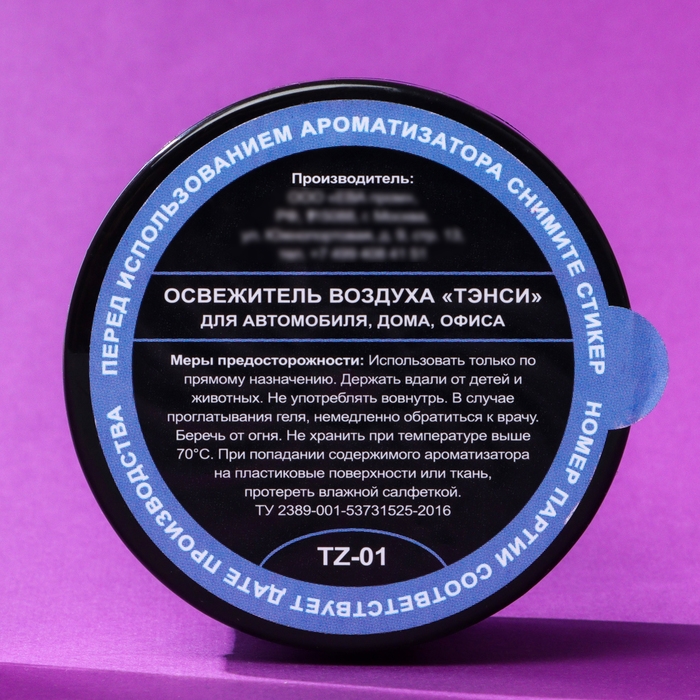 ПЕРЕД ИСПОЛЬЗОВАНИЕМ АРОМАТИЗАТОРА СНИМИТЕ СТИКЕР
Производитель:
ОСВЕЖИТЕЛЬ ВОЗДУХА «ТЭНСИ»
ДЛЯ АВТОМОБИЛЯ, ДОМА, ОФИСА
Меры предосторожности: Использовать только по
прямому назначению. Держать вдали от детей и
животных. Не употреблять вовнутрь. В случае
проглатывания геля, немедленно обратиться к врачу.
Беречь от огня. Не хранить при температуре выше
70°С. При попадании содержимого ароматизатора
на пластиковые поверхности или ткань,
протереть влажной салфеткой.
ТУ 2389-001-53731525-2016
TZ-01
НОМЕР ПАРТИИ СООТВЕТСТВУЕТ ДАТЕ ПРОИЗВОДСТВА